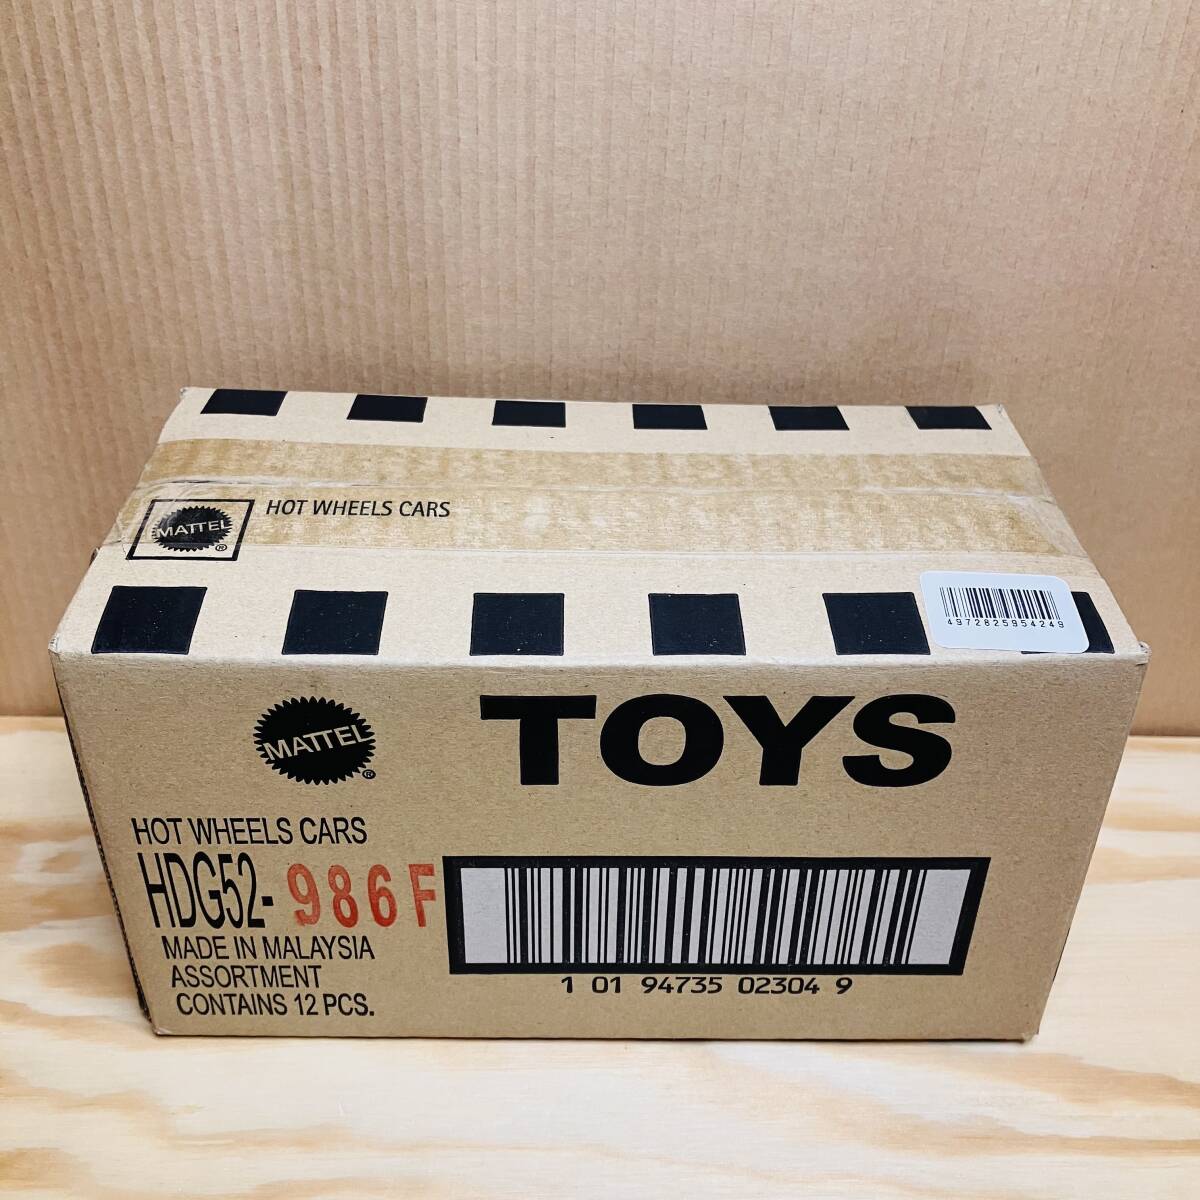 MATTEL
®
HOT WHEELS CARS
4972825954249
MATTEL
®
TOYS
HOT WHEELS CARS
HDG52-986F
MADE IN MALAYSIA
ASSORTMENT
CONTAINS 12 PCS.
1 01 94735 02304 9